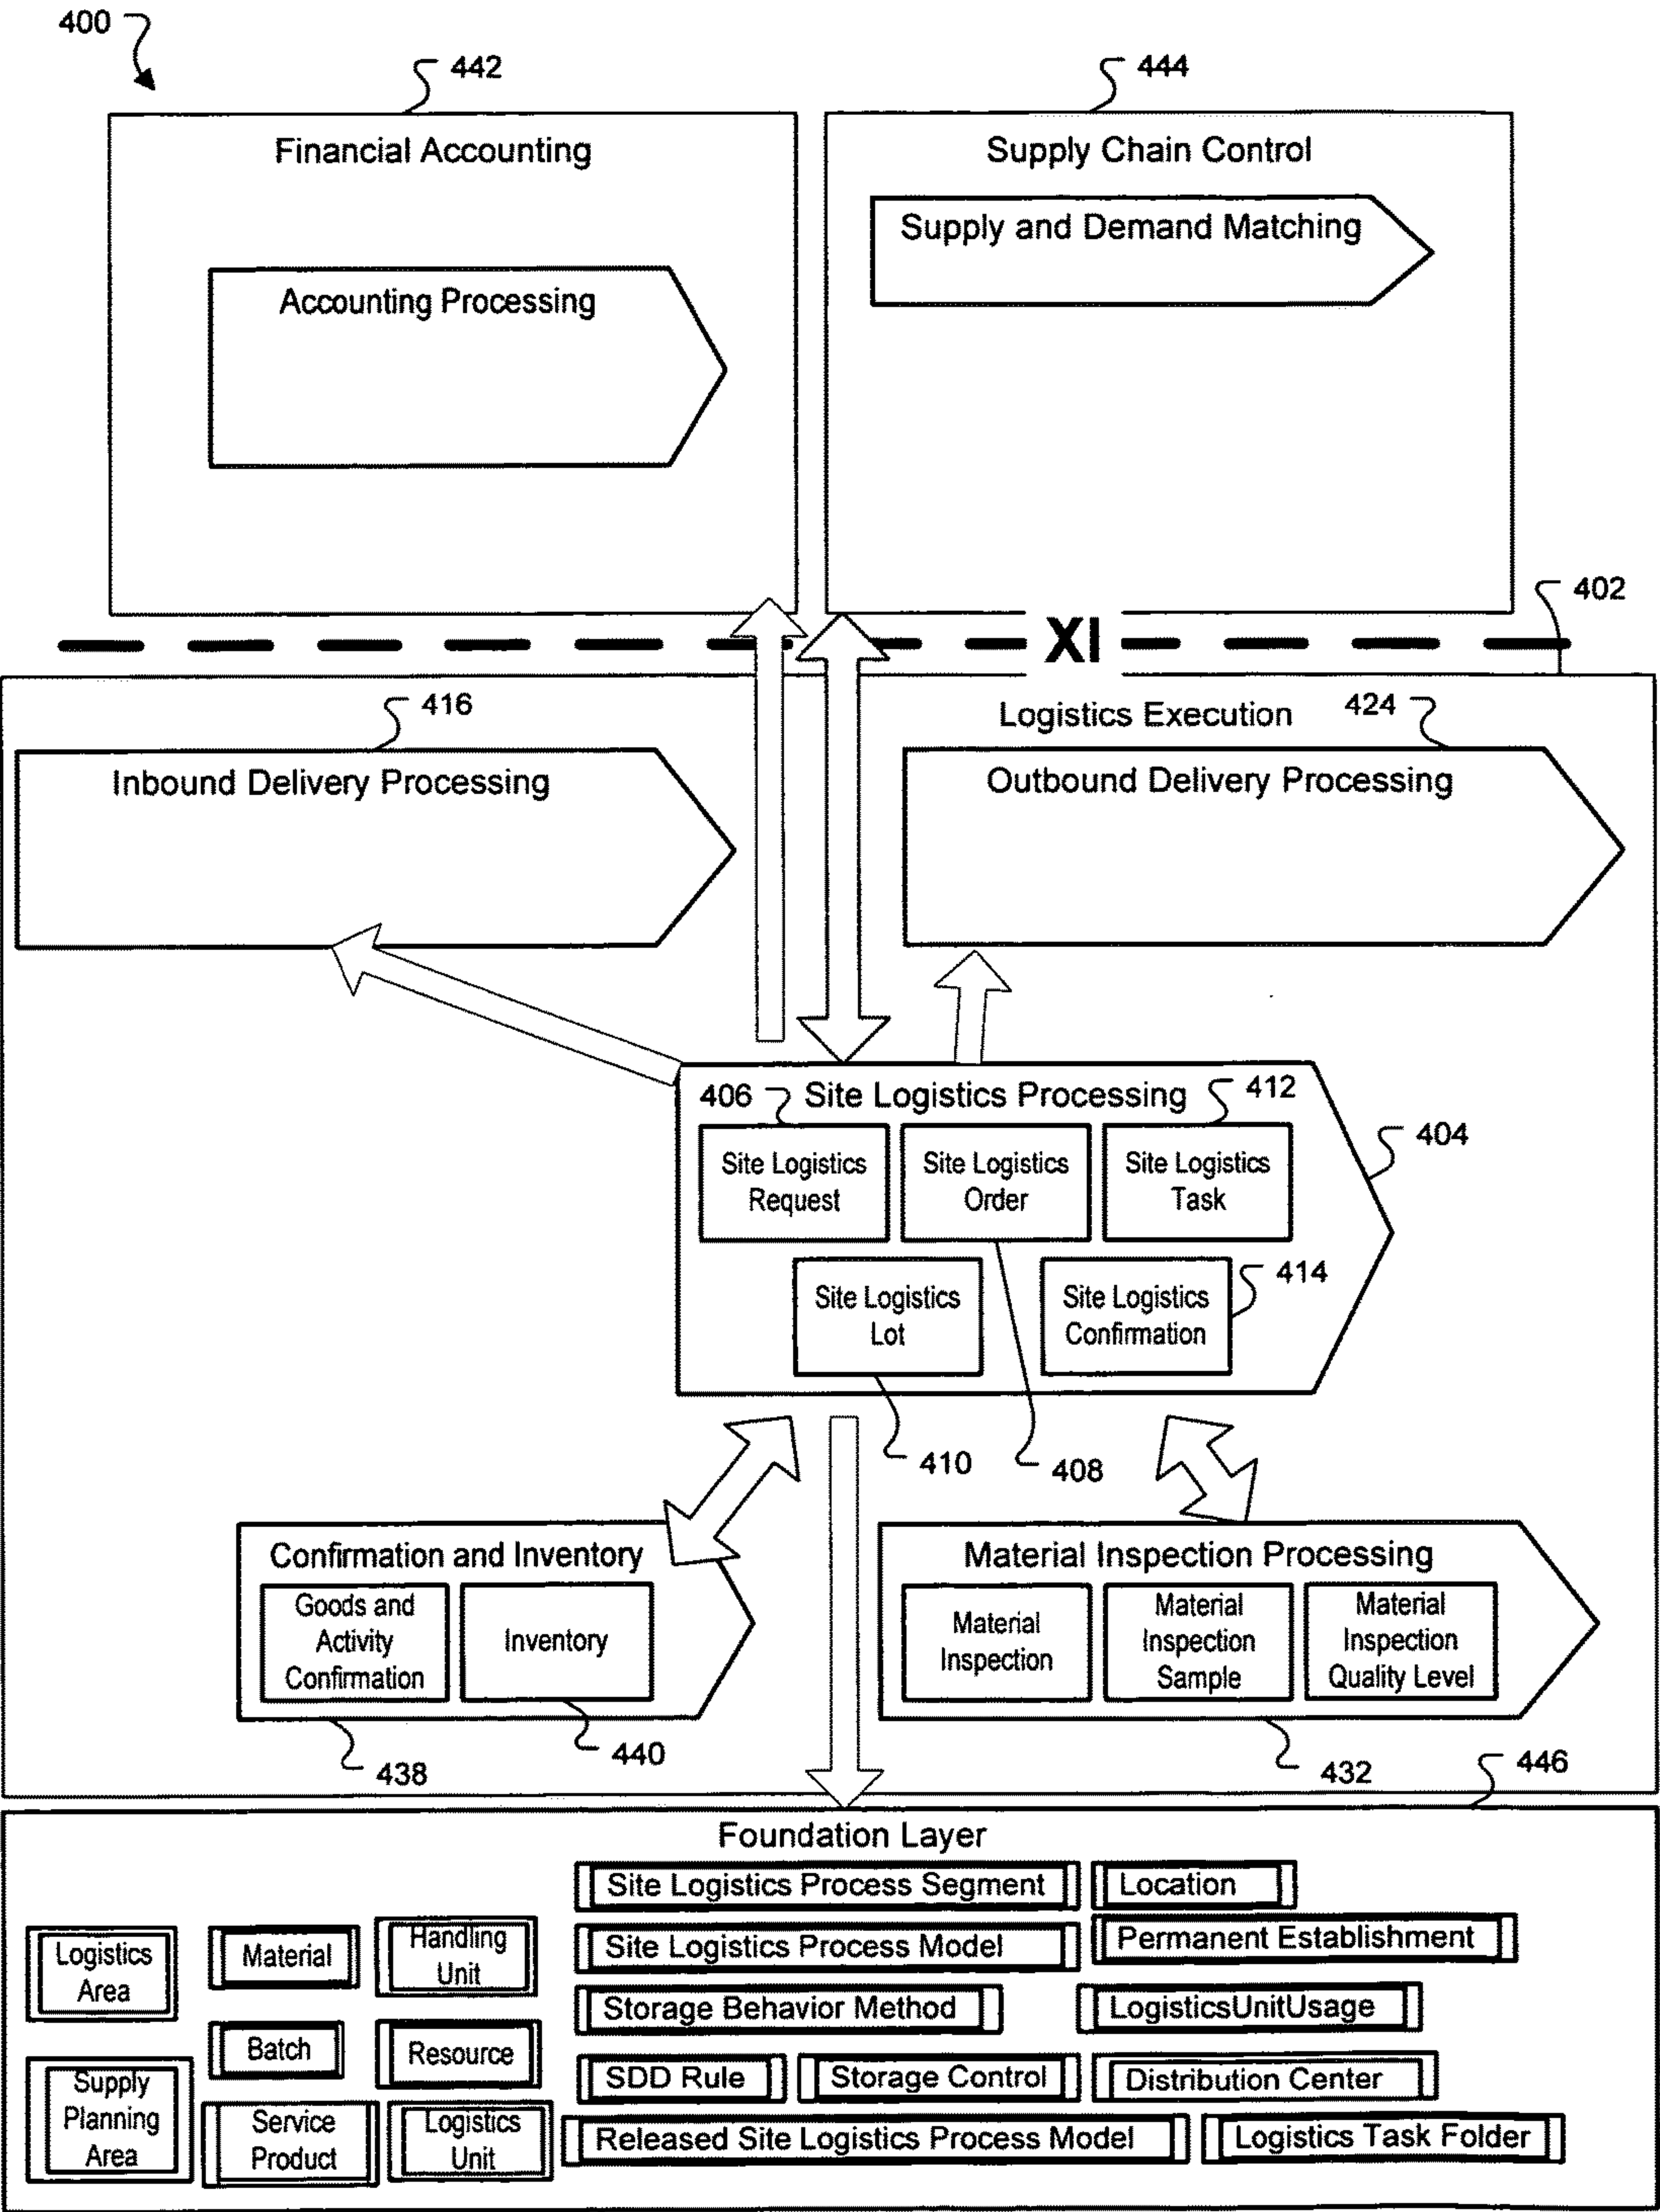 400
442
444
Financial Accounting
Supply Chain Control
Supply and Demand Matching
Accounting Processing
402
XI
416
Logistics Execution
424
Inbound Delivery Processing
Outbound Delivery Processing
406
Site Logistics Processing
412
404
Site Logistics
Request
Site Logistics
Order
Site Logistics
Task
Site Logistics
Lot
Site Logistics
Confirmation
414
410
408
Confirmation and Inventory
Goods and
Activity
Confirmation
Inventory
Material Inspection Processing
Material
Inspection
Material
Inspection
Sample
Material
Inspection
Quality Level
438
440
432
446
Foundation Layer
Site Logistics Process Segment
Location
Logistics
Area
Material
Handling
Unit
Site Logistics Process Model
Permanent Establishment
Storage Behavior Method
LogisticsUnitUsage
Batch
Resource
SDD Rule
Storage Control
Distribution Center
Supply
Planning
Area
Service
Product
Logistics
Unit
Released Site Logistics Process Model
Logistics Task Folder